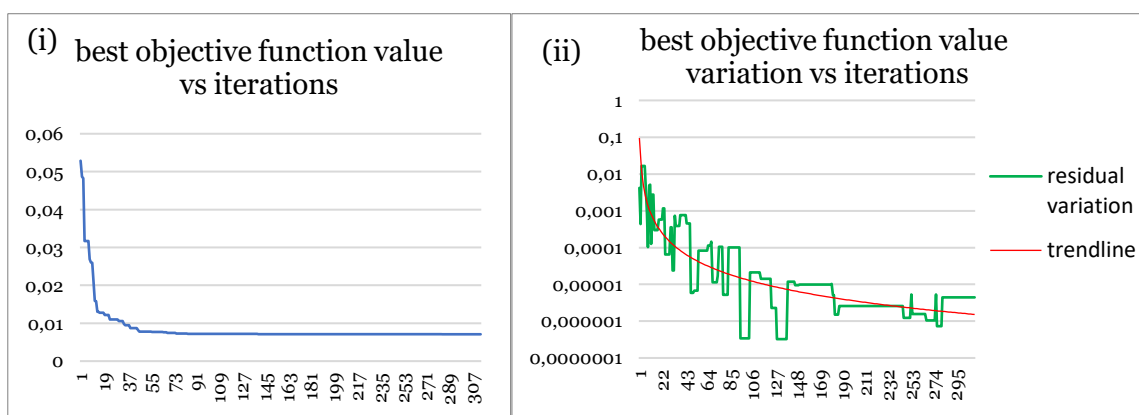 (i)
best objective function value
vs iterations
0,06
0,05
0,04
0,03
0,02
0,01
0
1 19 37 55 73 91 109 127 145 163 181 199 217 235 253 271 289 307
(ii)
best objective function value
variation vs iterations
1
0,1
0,01
0,001
0,0001
0,00001
0,000001
0,0000001
1 22 43 64 85 106 127 148 169 190 211 232 253 274 295
residual
variation
trendline